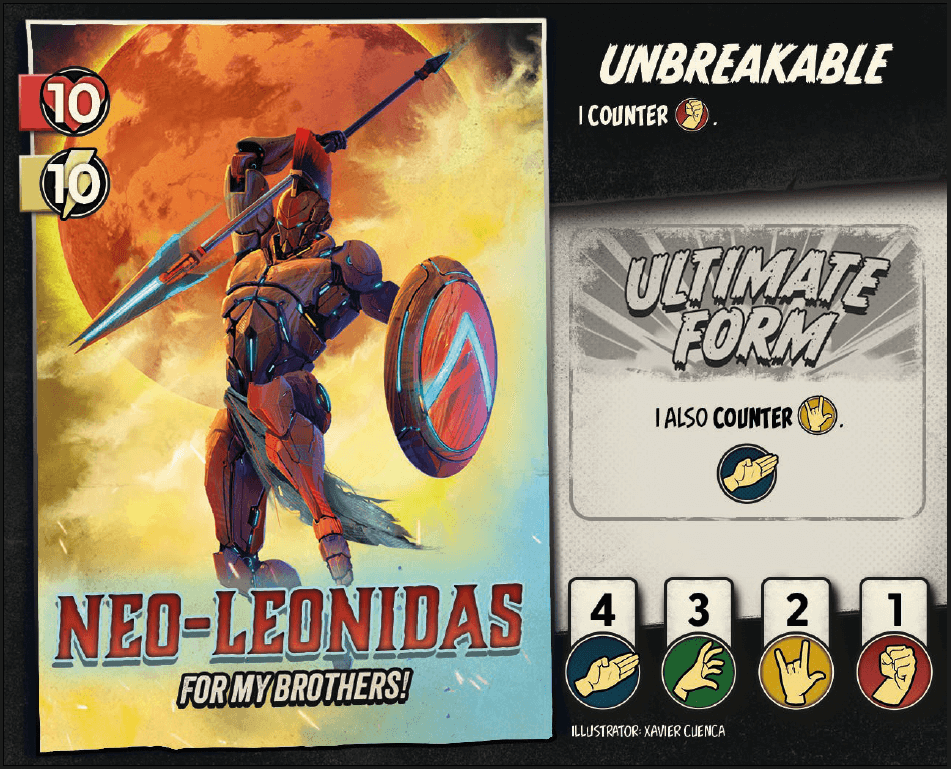 10
10
UNBREAKABLE
I COUNTER .
ULTIMATE
FORM
I ALSO COUNTER .
NEO-LEONIDAS
FOR MY BROTHERS!
4 3 2 1
ILLUSTRATOR: XAVIER CUENCA